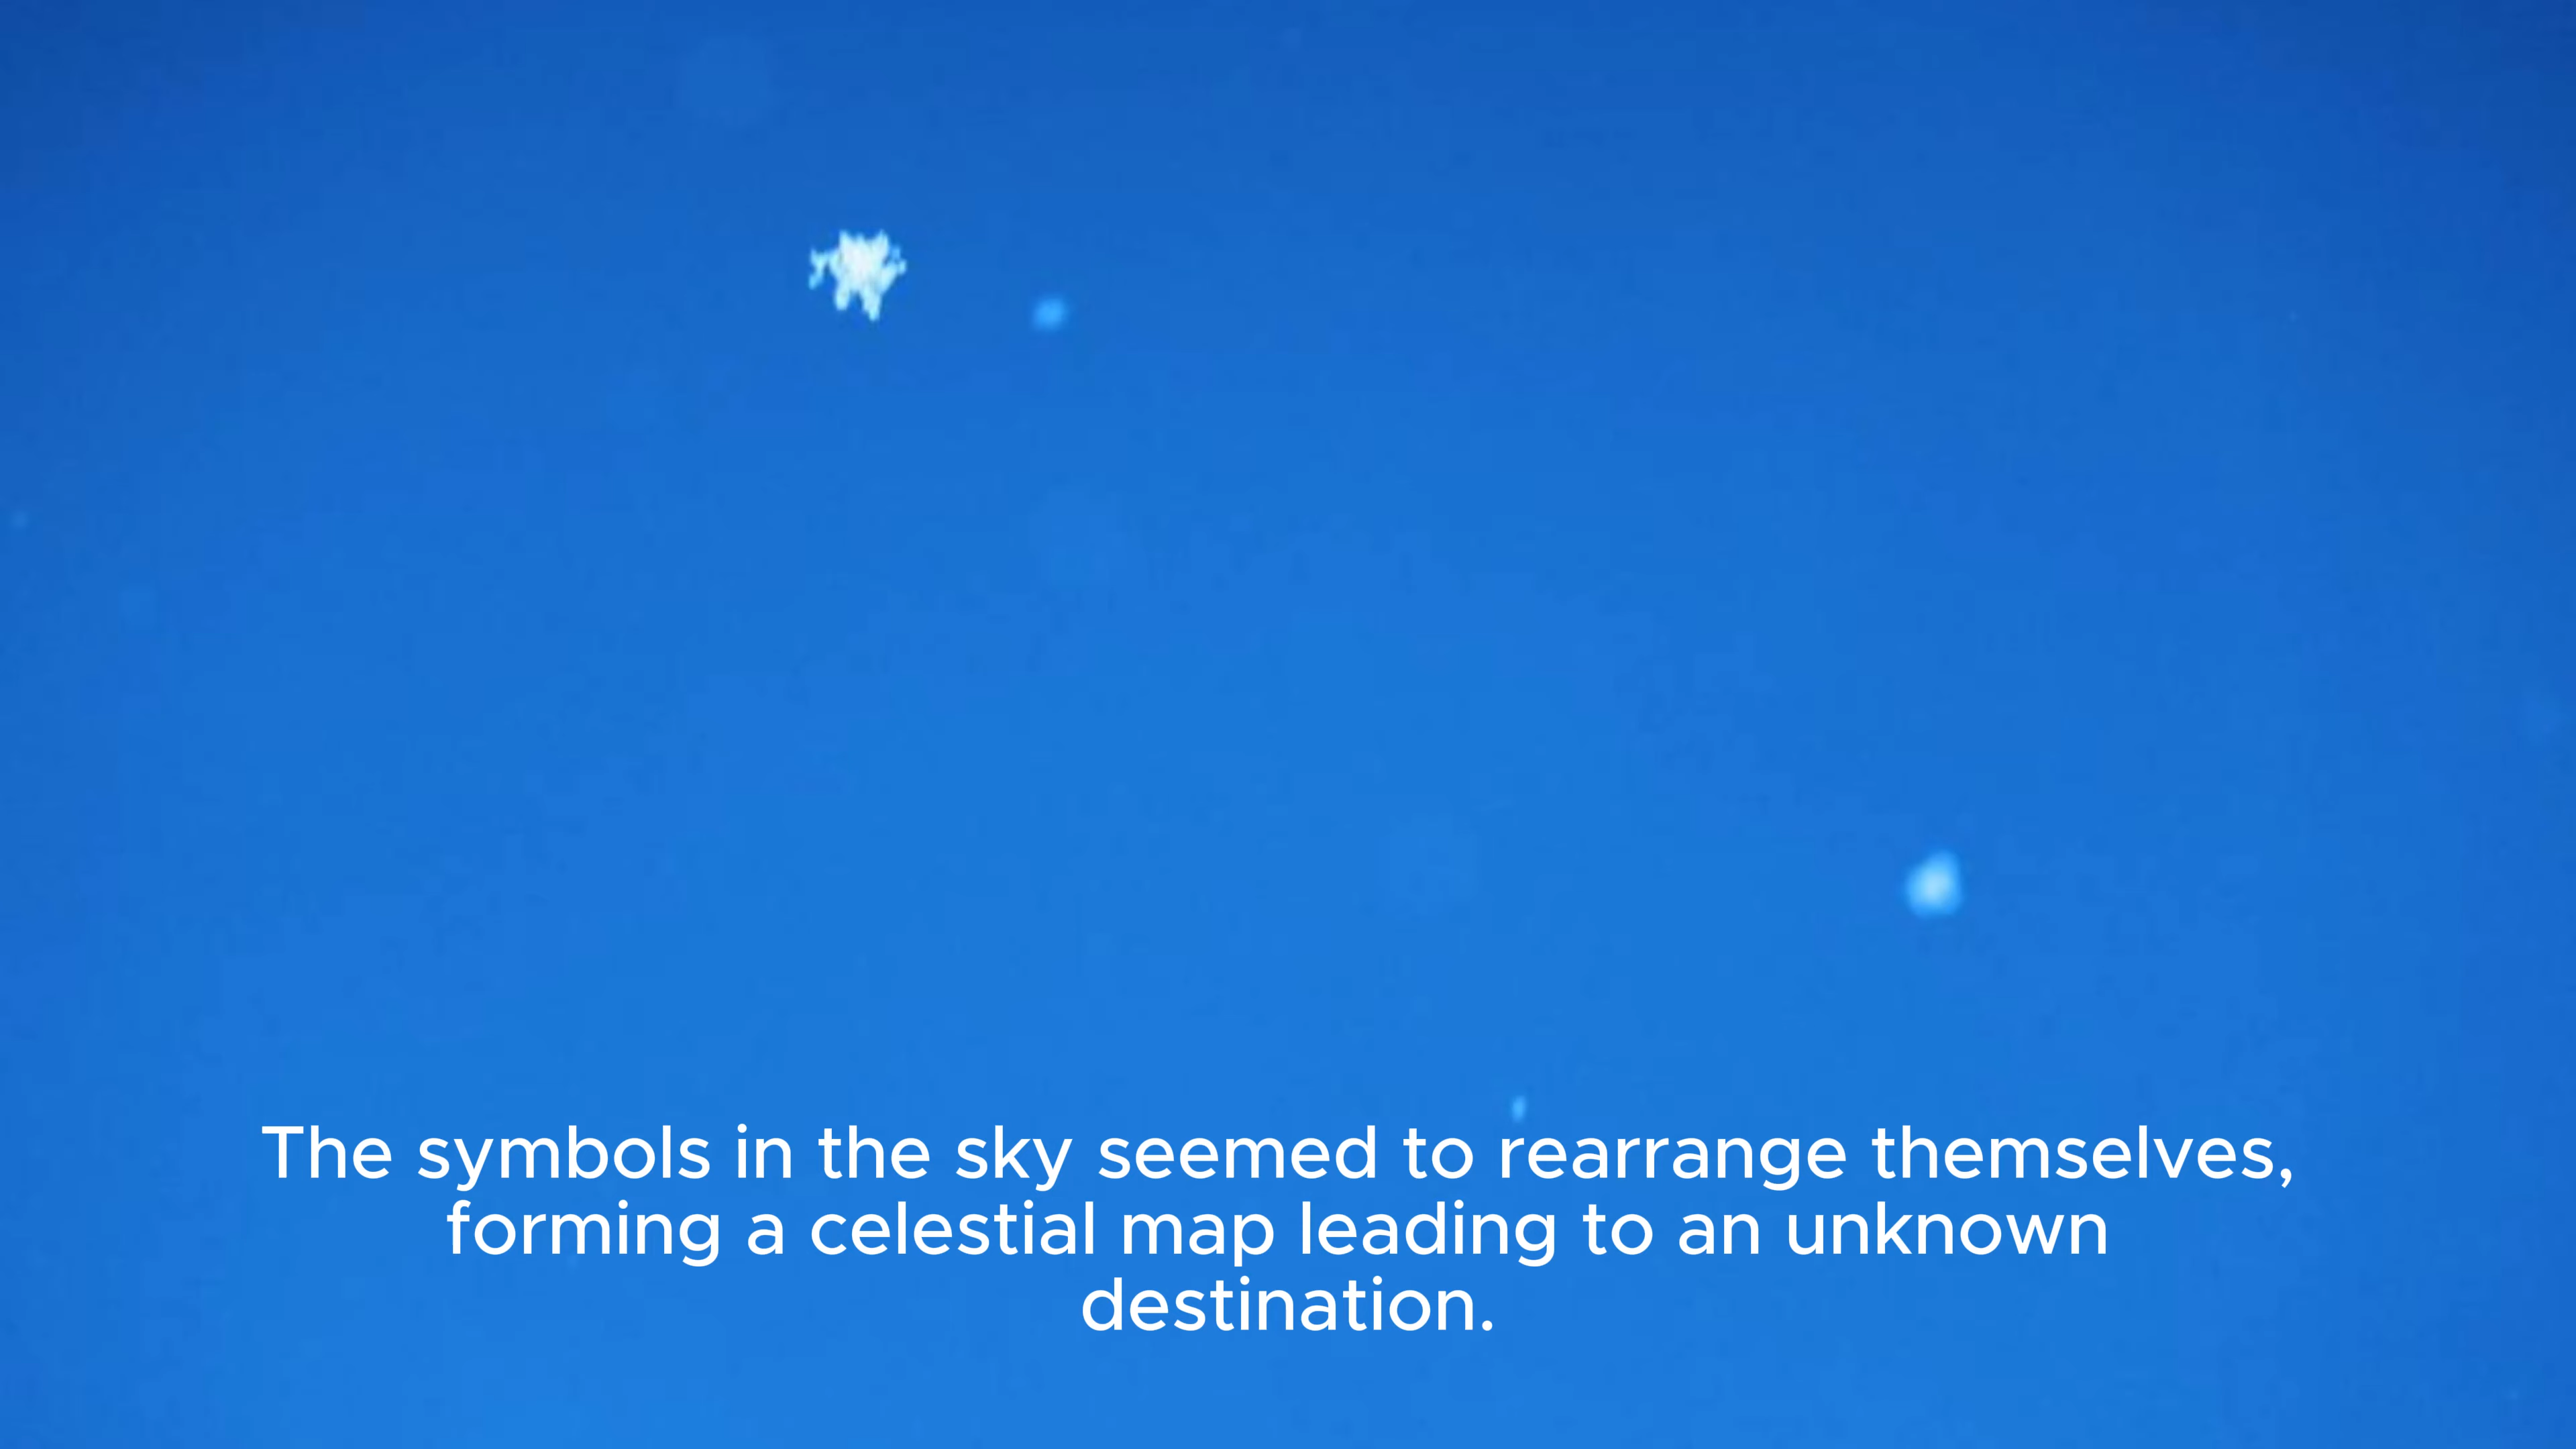 The symbols in the sky seemed to rearrange themselves,
forming a celestial map leading to an unknown
destination.